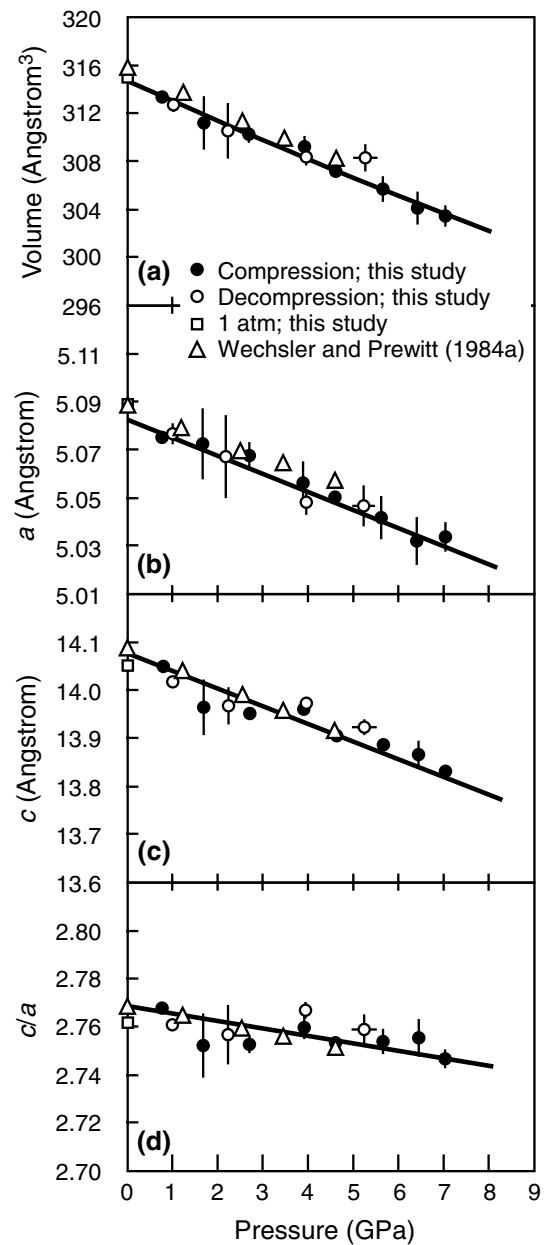 320
316
312
308
304
300
296
Volume (Angstrom³)
(a)
Compression; this study
Decompression; this study
1 atm; this study
Wechsler and Prewitt (1984a)
5.11
5.09
5.07
5.05
5.03
5.01
a (Angstrom)
(b)
14.1
14.0
13.9
13.8
13.7
13.6
c (Angstrom)
(c)
2.80
2.78
2.76
2.74
2.72
2.70
c/a
(d)
0 1 2 3 4 5 6 7 8
Pressure (GPa)